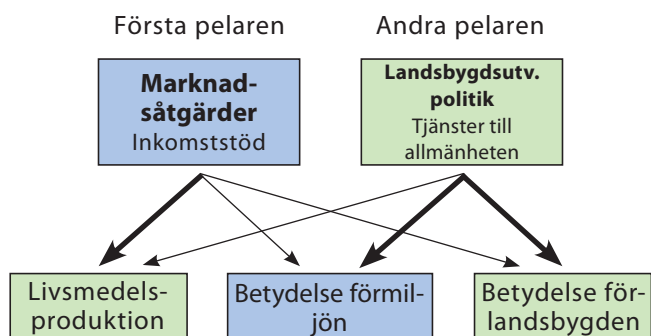 Första pelaren
Andra pelaren
Marknad-
såtgärder
Inkomststöd
Landsbygdsutv.
politik
Tjänster till
allmänheten
Livsmedels-
produktion
Betydelse förmil-
jön
Betydelse för-
landsbygden